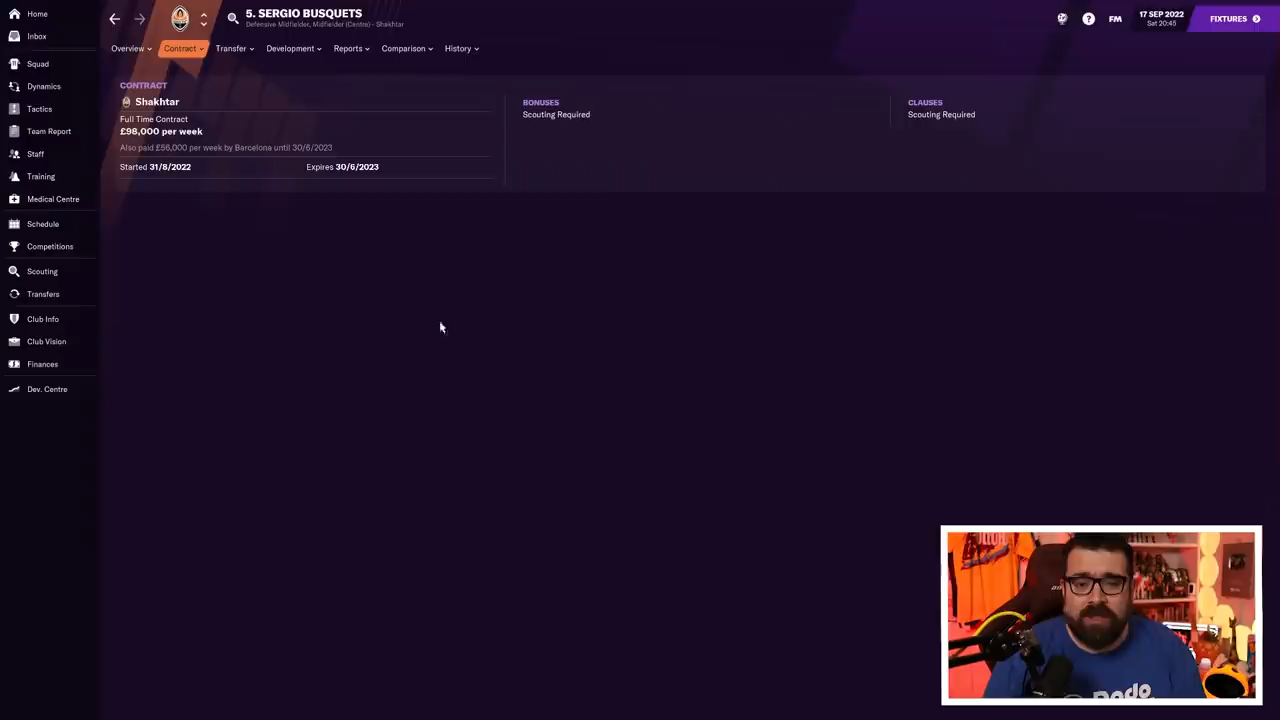 Home
Inbox
Squad
Dynamics
Tactics
Team Report
Staff
Training
Medical Centre
Schedule
Competitions
Scouting
Transfers
Club Info
Club Vision
Finances
Dev. Centre
5. SERGIO BUSQUETS
Defensive Midfielder, Midfielder (Centre) - Shakhtar
FM
17 SEP 2022
Sat 20:45
FIXTURES
Overview
Contract
Transfer
Development
Reports
Comparison
History
CONTRACT
Shakhtar
Full Time Contract
£98,000 per week
Also paid £56,000 per week by Barcelona until 30/6/2023
Started 31/8/2022
Expires 30/6/2023
BONUSES
Scouting Required
CLAUSES
Scouting Required